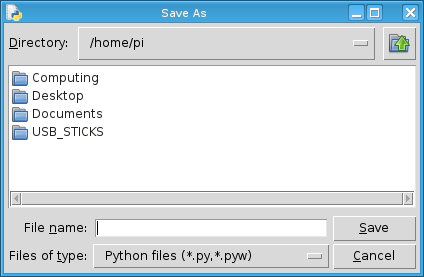 Save As
Directory: /home/pi
Computing
Desktop
Documents
USB_STICKS
File name: Save
Files of type: Python files (*.py,*.pyw) Cancel